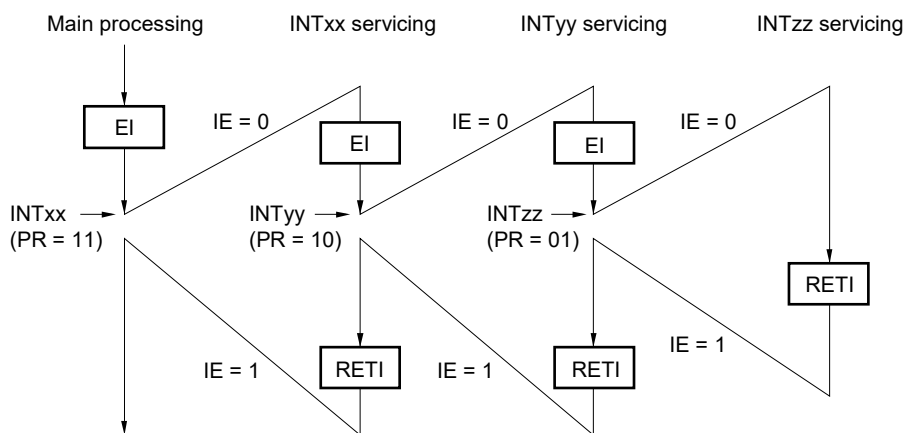 Main processing
INTxx servicing
INTyy servicing
INTzz servicing
EI
IE = 0
EI
IE = 0
EI
IE = 0
INTxx
(PR = 11)
INTyy
(PR = 10)
INTzz
(PR = 01)
RETI
IE = 1
RETI
IE = 1
RETI
IE = 1